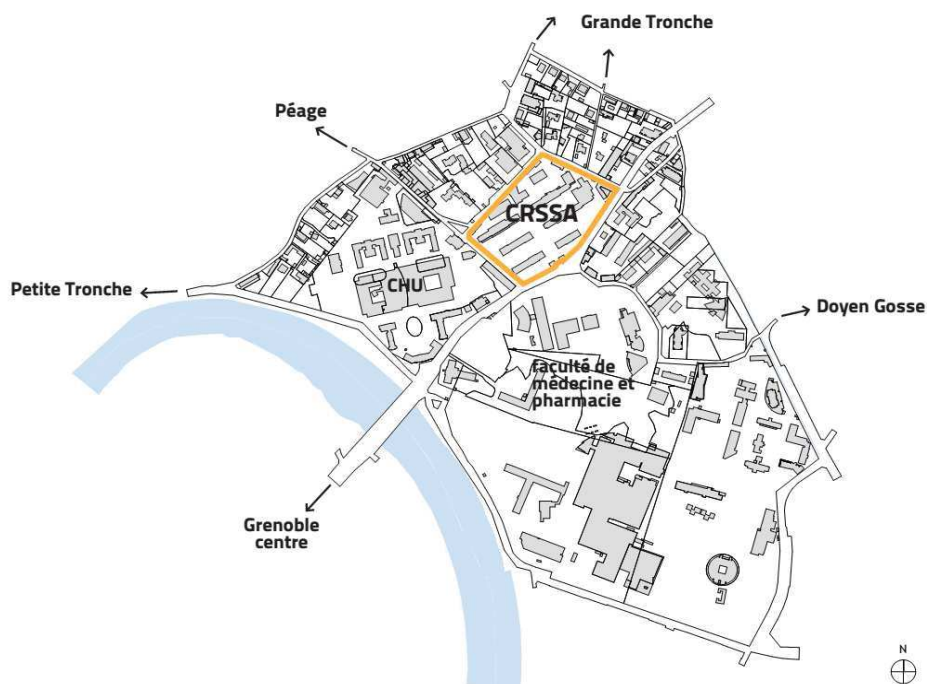 Grande Tronche
Péage
CRSSA
CHU
Petite Tronche
Doyen Gosse
faculté de
médecine et
pharmacie
Grenoble
centre
N